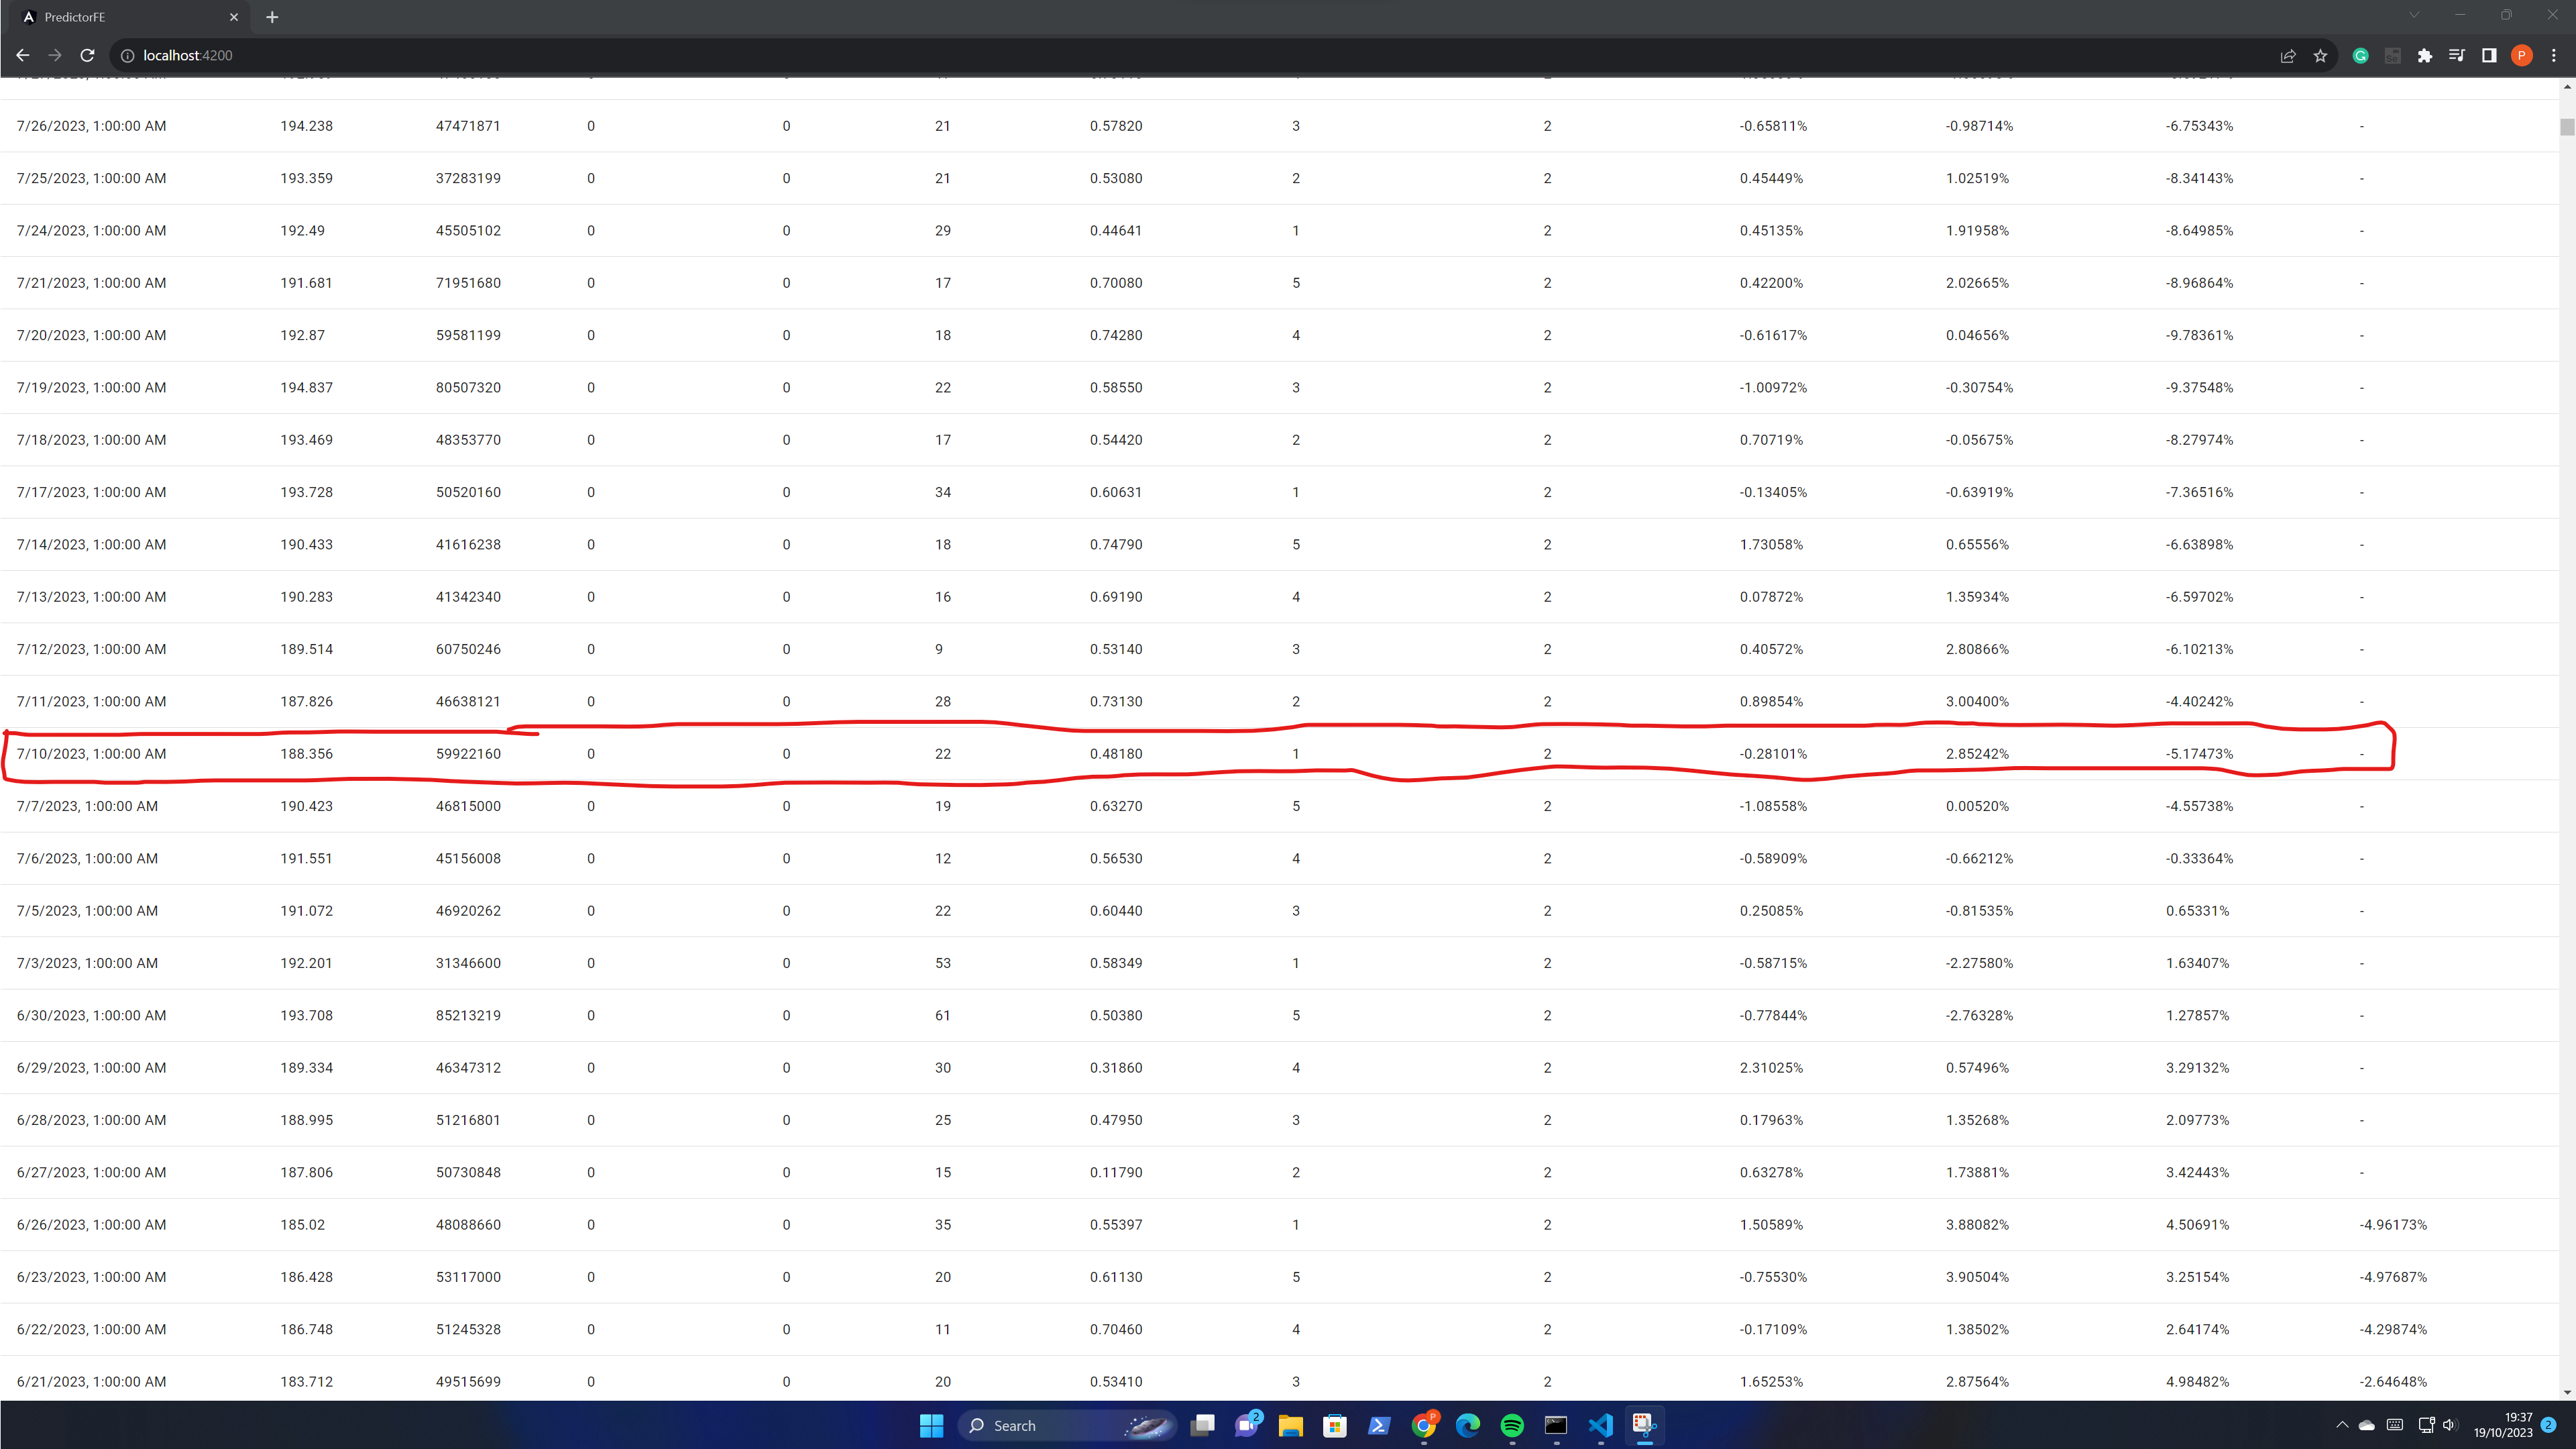 PredictorFE
localhost:4200
7/26/2023, 1:00:00 AM 194.238 47471871 0 0 21 0.57820 3 2 -0.65811% -0.98714% -6.75343% -
7/25/2023, 1:00:00 AM 193.359 37283199 0 0 21 0.53080 2 2 0.45449% 1.02519% -8.34143% -
7/24/2023, 1:00:00 AM 192.49 45505102 0 0 29 0.44641 1 2 0.45135% 1.91958% -8.64985% -
7/21/2023, 1:00:00 AM 191.681 71951680 0 0 17 0.70080 5 2 0.42200% 2.02665% -8.96864% -
7/20/2023, 1:00:00 AM 192.87 59581199 0 0 18 0.74280 4 2 -0.61617% 0.04656% -9.78361% -
7/19/2023, 1:00:00 AM 194.837 80507320 0 0 22 0.58550 3 2 -1.00972% -0.30754% -9.37548% -
7/18/2023, 1:00:00 AM 193.469 48353770 0 0 17 0.54420 2 2 0.70719% -0.05675% -8.27974% -
7/17/2023, 1:00:00 AM 193.728 50520160 0 0 34 0.60631 1 2 -0.13405% -0.63919% -7.36516% -
7/14/2023, 1:00:00 AM 190.433 41616238 0 0 18 0.74790 5 2 1.73058% 0.65556% -6.63898% -
7/13/2023, 1:00:00 AM 190.283 41342340 0 0 16 0.69190 4 2 0.07872% 1.35934% -6.59702% -
7/12/2023, 1:00:00 AM 189.514 60750246 0 0 9 0.53140 3 2 0.40572% 2.80866% -6.10213% -
7/11/2023, 1:00:00 AM 187.826 46638121 0 0 28 0.73130 2 2 0.89854% 3.00400% -4.40242% -
7/10/2023, 1:00:00 AM 188.356 59922160 0 0 22 0.48180 1 2 -0.28101% 2.85242% -5.17473% -
7/7/2023, 1:00:00 AM 190.423 46815000 0 0 19 0.63270 5 2 -1.08558% 0.00520% -4.55738% -
7/6/2023, 1:00:00 AM 191.551 45156008 0 0 12 0.56530 4 2 -0.58909% -0.66212% -0.33364% -
7/5/2023, 1:00:00 AM 191.072 46920262 0 0 22 0.60440 3 2 0.25085% -0.81535% 0.65331% -
7/3/2023, 1:00:00 AM 192.201 31346600 0 0 53 0.58349 1 2 -0.58715% -2.27580% 1.63407% -
6/30/2023, 1:00:00 AM 193.708 85213219 0 0 61 0.50380 5 2 -0.77844% -2.76328% 1.27857% -
6/29/2023, 1:00:00 AM 189.334 46347312 0 0 30 0.31860 4 2 2.31025% 0.57496% 3.29132% -
6/28/2023, 1:00:00 AM 188.995 51216801 0 0 25 0.47950 3 2 0.17963% 1.35268% 2.09773% -
6/27/2023, 1:00:00 AM 187.806 50730848 0 0 15 0.11790 2 2 0.63278% 1.73881% 3.42443% -
6/26/2023, 1:00:00 AM 185.02 48088660 0 0 35 0.55397 1 2 1.50589% 3.88082% 4.50691% -4.96173%
6/23/2023, 1:00:00 AM 186.428 53117000 0 0 20 0.61130 5 2 -0.75530% 3.90504% 3.25154% -4.97687%
6/22/2023, 1:00:00 AM 186.748 51245328 0 0 11 0.70460 4 2 -0.17109% 1.38502% 2.64174% -4.29874%
6/21/2023, 1:00:00 AM 183.712 49515699 0 0 20 0.53410 3 2 1.65253% 2.87564% 4.98482% -2.64648%
Search 2 P 19:37
19/10/2023 2